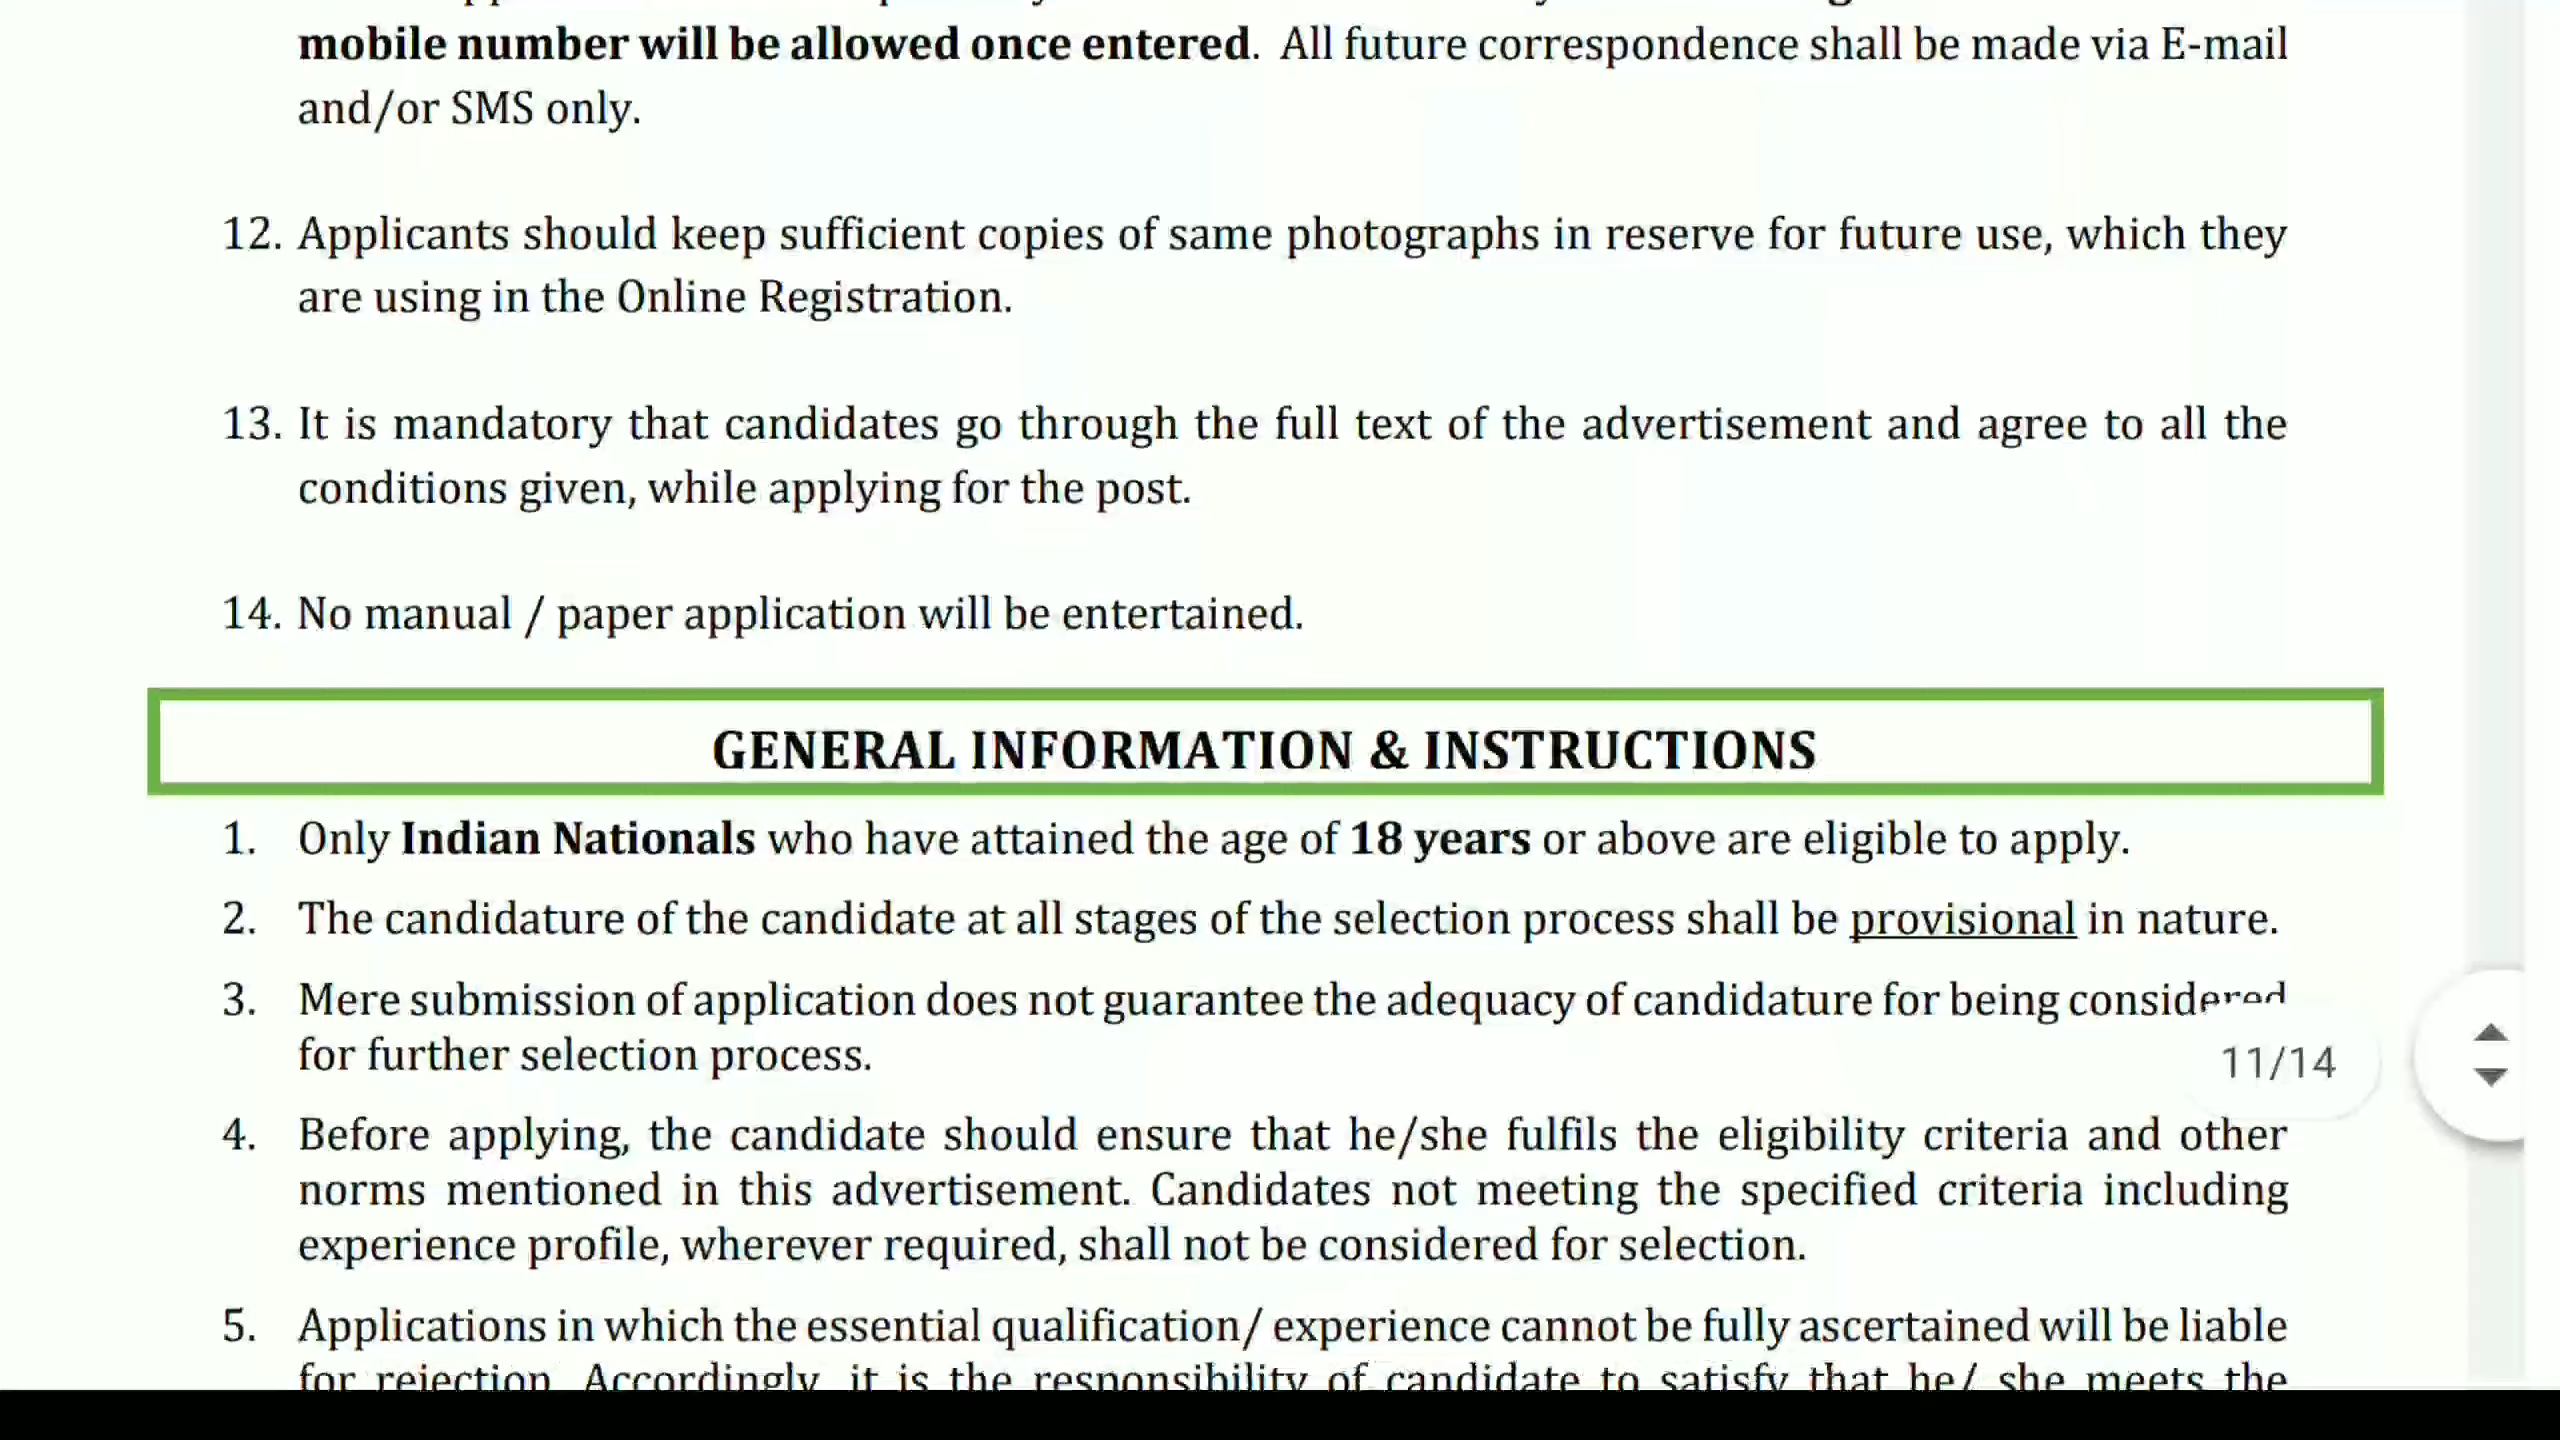 mobile number will be allowed once entered. All future correspondence shall be made via E-mail
and/or SMS only.
12. Applicants should keep sufficient copies of same photographs in reserve for future use, which they
are using in the Online Registration.
13. It is mandatory that candidates go through the full text of the advertisement and agree to all the
conditions given, while applying for the post.
14. No manual / paper application will be entertained.
GENERAL INFORMATION & INSTRUCTIONS
1. Only Indian Nationals who have attained the age of 18 years or above are eligible to apply.
2. The candidature of the candidate at all stages of the selection process shall be provisional in nature.
3. Mere submission of application does not guarantee the adequacy of candidature for being considered
for further selection process.
11/14
4. Before applying, the candidate should ensure that he/she fulfils the eligibility criteria and other
norms mentioned in this advertisement. Candidates not meeting the specified criteria including
experience profile, wherever required, shall not be considered for selection.
5. Applications in which the essential qualification/ experience cannot be fully ascertained will be liable
for rejection. Accordingly, it is the responsibility of candidate to satisfy that he/ she meets the